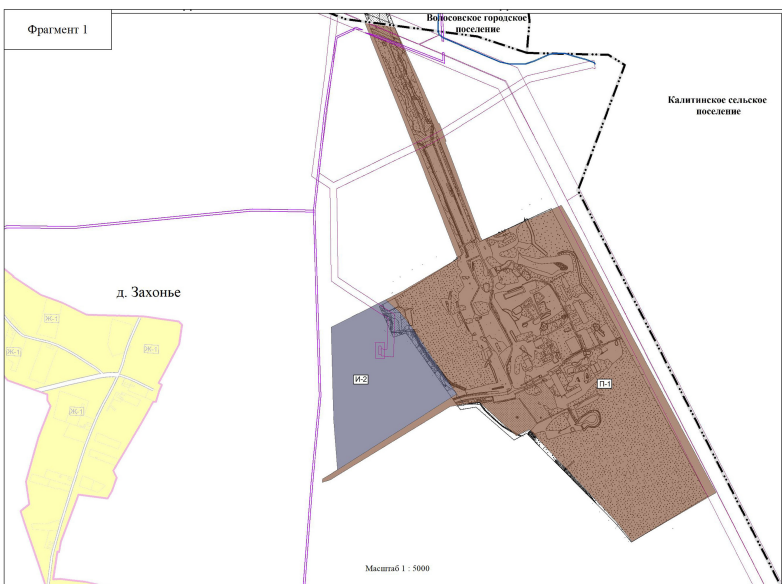 Фрагмент 1
Волосовское городское
поселение
Калитинское сельское
поселение
д. Захонье
Ж-1
Ж-1
Ж-1
И-2
П-1
Ж-1
Масштаб 1 : 5000